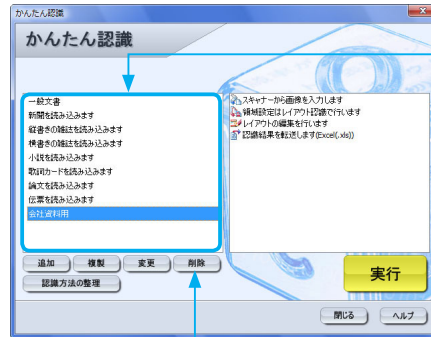 かんたん認識
かんたん認識
一般文書
新聞を読み込みます
縦書きの雑誌を読み込みます
横書きの雑誌を読み込みます
小説を読み込みます
歌詞カードを読み込みます
論文を読み込みます
伝票を読み込みます
会社資料用
スキャナーから画像を入力します
領域設定はレイアウト認識で行います
レイアウトの編集を行います
認識結果を転送します(Excel(.xls))
追加
複製
変更
削除
認識方法の整理
実行
閉じる
ヘルプ